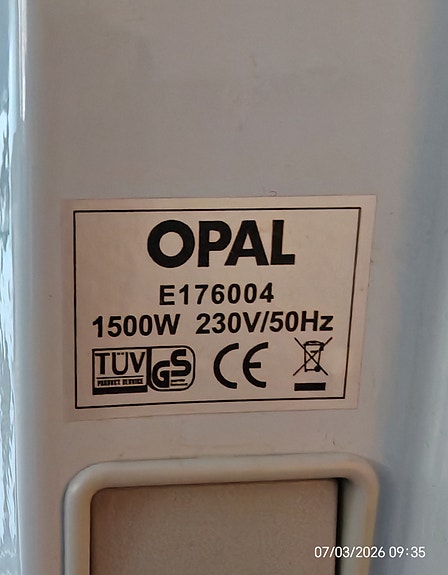 OPAL
E176004
1500W 230V/50Hz
TÜV GS CE
PRODUCT SERVICE
07/03/2026 09:35